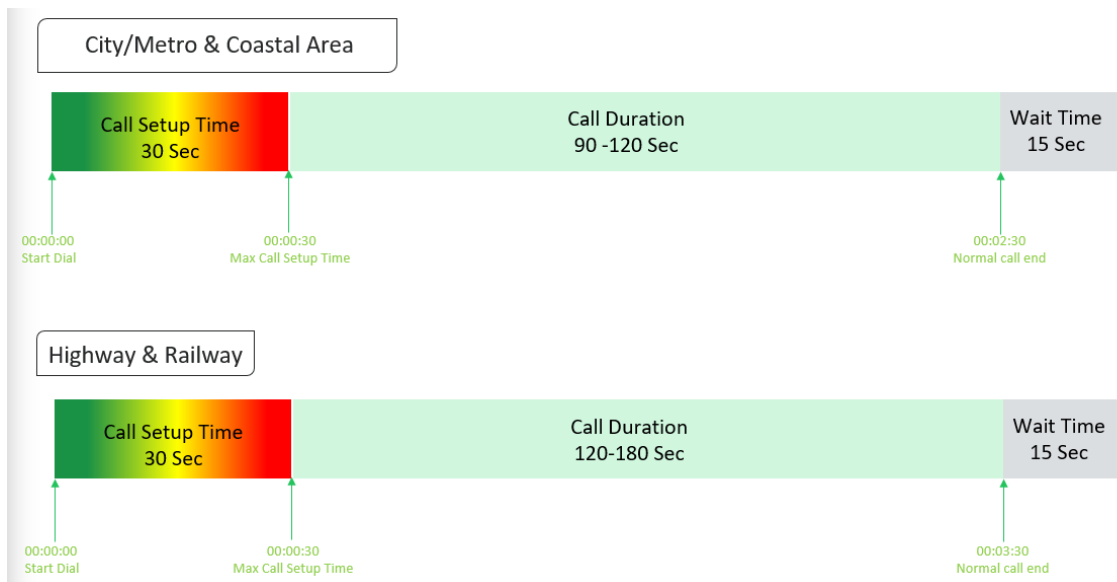 City/Metro & Coastal Area
Call Setup Time
30 Sec
Call Duration
90 -120 Sec
Wait Time
15 Sec
00:00:00
Start Dial
00:00:30
Max Call Setup Time
00:02:30
Normal call end
Highway & Railway
Call Setup Time
30 Sec
Call Duration
120-180 Sec
Wait Time
15 Sec
00:00:00
Start Dial
00:00:30
Max Call Setup Time
00:03:30
Normal call end